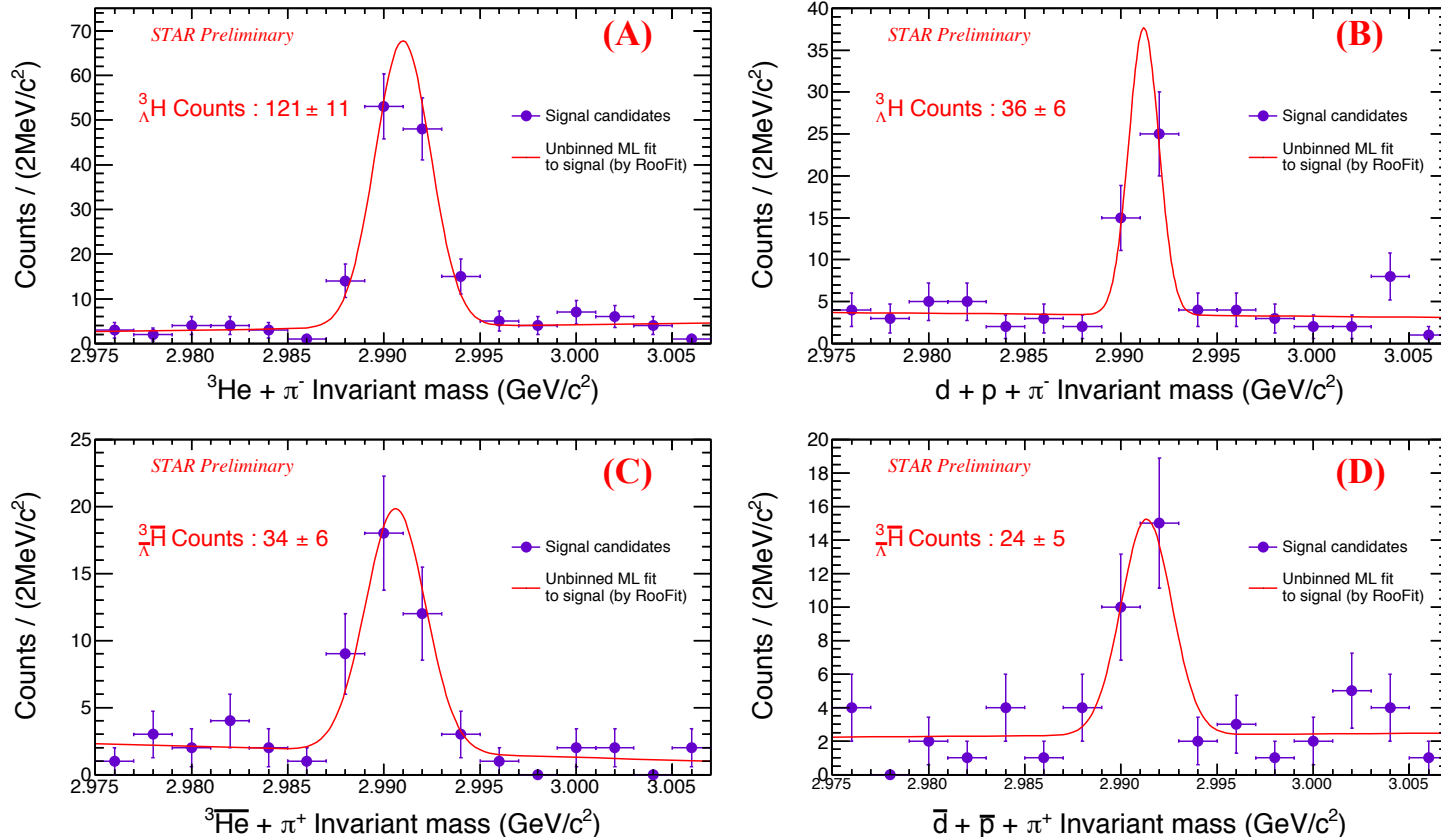 STAR Preliminary
(A)
³ΛH Counts : 121 ± 11
Signal candidates
Unbinned ML fit
to signal (by RooFit)
Counts / (2MeV/c²)
70
60
50
40
30
20
10
0
2.975 2.980 2.985 2.990 2.995 3.000 3.005
³He + π⁻ Invariant mass (GeV/c²)
STAR Preliminary
(B)
³ΛH Counts : 36 ± 6
Signal candidates
Unbinned ML fit
to signal (by RooFit)
Counts / (2MeV/c²)
40
35
30
25
20
15
10
5
0
2.975 2.980 2.985 2.990 2.995 3.000 3.005
d + p + π⁻ Invariant mass (GeV/c²)
STAR Preliminary
(C)
³Λ̅H̅ Counts : 34 ± 6
Signal candidates
Unbinned ML fit
to signal (by RooFit)
Counts / (2MeV/c²)
25
20
15
10
5
0
2.975 2.980 2.985 2.990 2.995 3.000 3.005
³H̅e̅ + π⁺ Invariant mass (GeV/c²)
STAR Preliminary
(D)
³Λ̅H̅ Counts : 24 ± 5
Signal candidates
Unbinned ML fit
to signal (by RooFit)
Counts / (2MeV/c²)
20
18
16
14
12
10
8
6
4
2
0
2.975 2.980 2.985 2.990 2.995 3.000 3.005
d̅ + p̅ + π⁺ Invariant mass (GeV/c²)